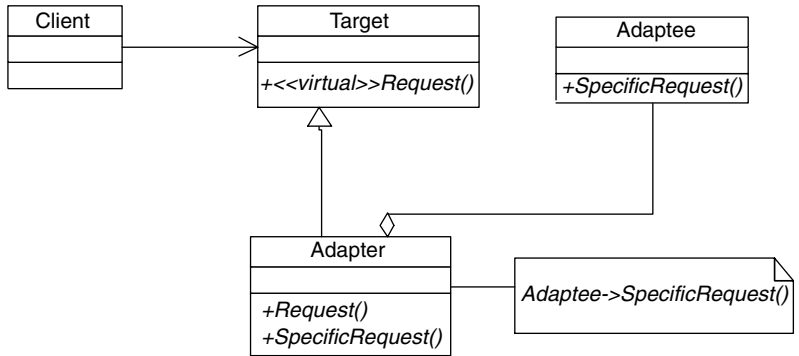 Client
Target
Adaptee
+<<virtual>>Request()
+SpecificRequest()
Adapter
+Request()
+SpecificRequest()
Adaptee->SpecificRequest()